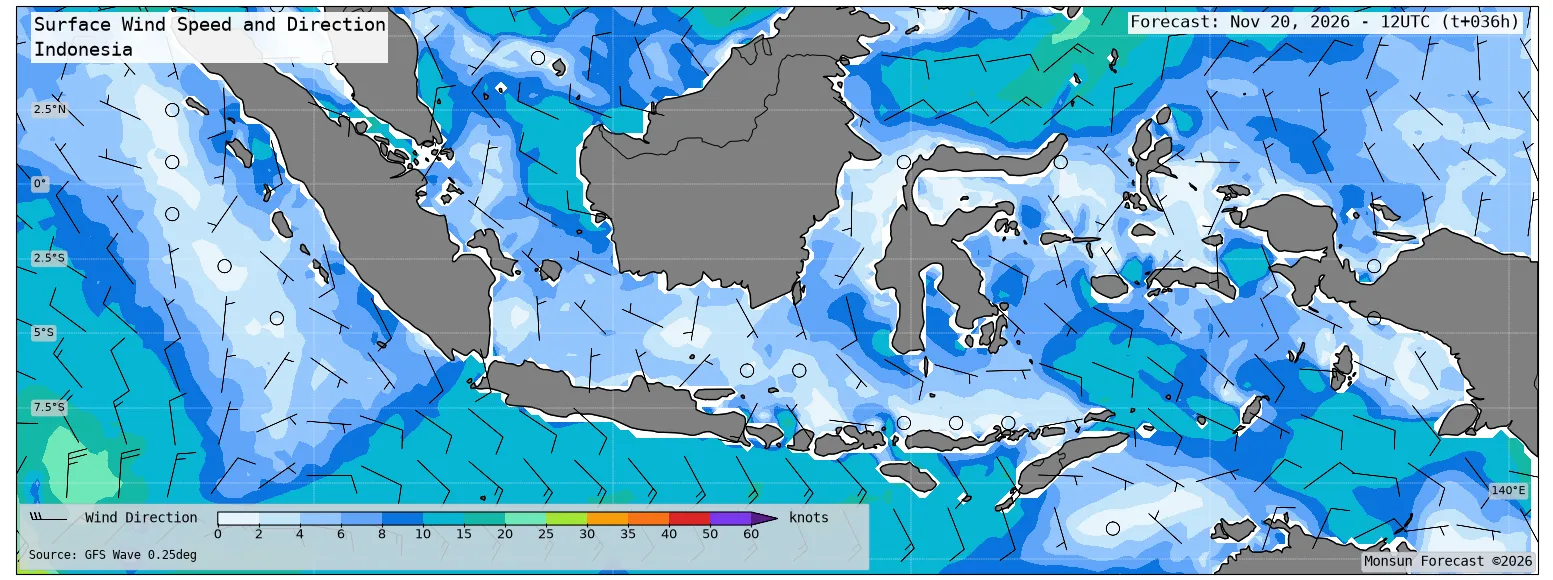 Surface Wind Speed and Direction
Indonesia
Forecast: Nov 20, 2026 - 12UTC (t+036h)
2.5°N
0°
2.5°S
5°S
7.5°S
140°E
Wind Direction
0 2 4 6 8 10 15 20 25 30 35 40 50 60
knots
Source: GFS Wave 0.25deg
Monsun Forecast ©2026